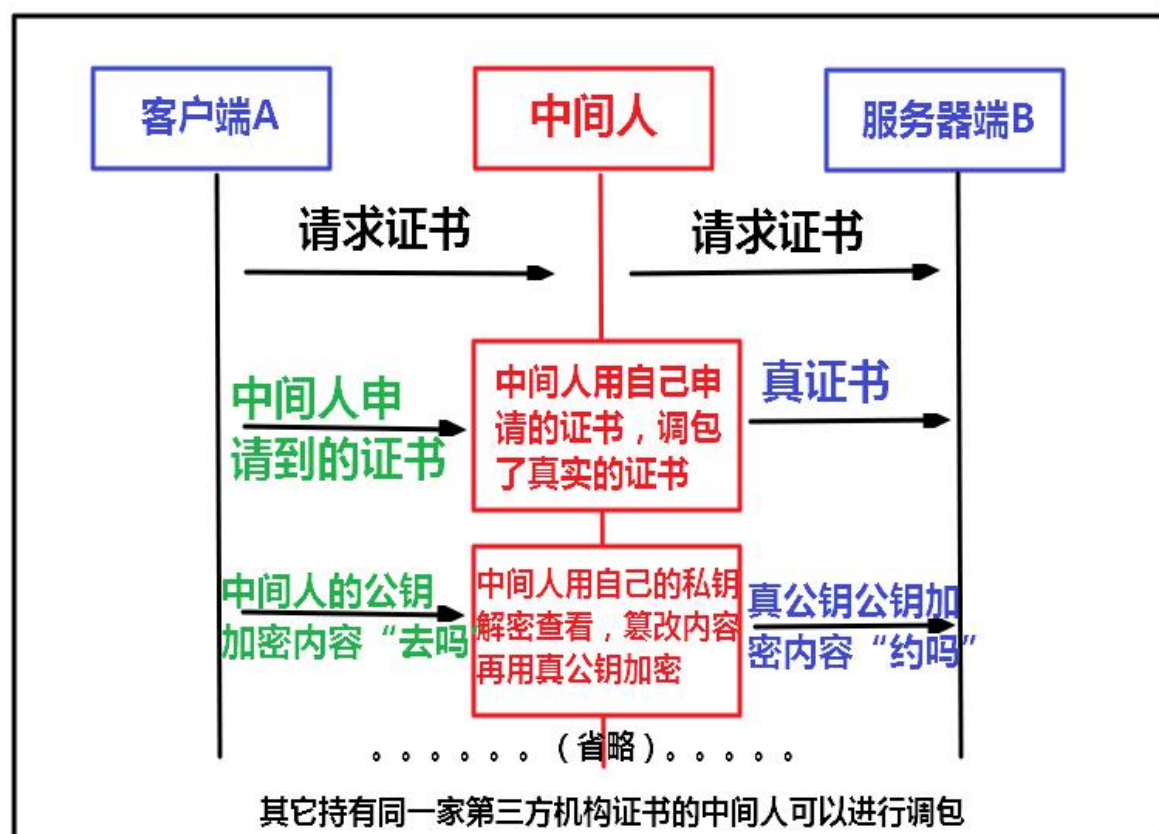 客户端A
中间人
服务器端B
请求证书
请求证书
中间人申
请到的证书
中间人用自己申
请的证书，调包
了真实的证书
真证书
中间人的公钥
加密内容“去吗”
中间人用自己的私钥
解密查看，篡改内容
再用真公钥加密
真公钥公钥加
密内容“约吗”
。。。。。。（省略）。。。。。
其它持有同一家第三方机构证书的中间人可以进行调包